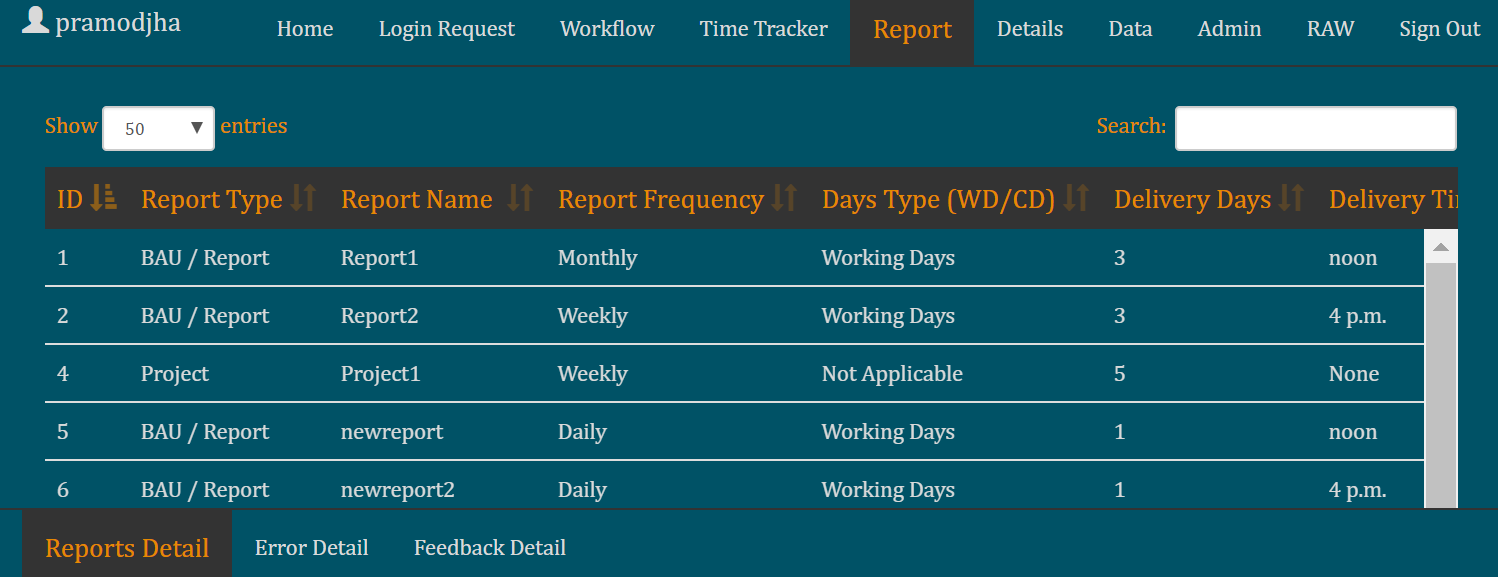 pramodjha Home Login Request Workflow Time Tracker Report Details Data Admin RAW Sign Out
Show 50 entries Search:
ID Report Type Report Name Report Frequency Days Type (WD/CD) Delivery Days Delivery
1 BAU / Report Report1 Monthly Working Days 3 noon
2 BAU / Report Report2 Weekly Working Days 3 4 p.m.
4 Project Project1 Weekly Not Applicable 5 None
5 BAU / Report newreport Daily Working Days 1 noon
6 BAU / Report newreport2 Daily Working Days 1 4 p.m.
Reports Detail Error Detail Feedback Detail